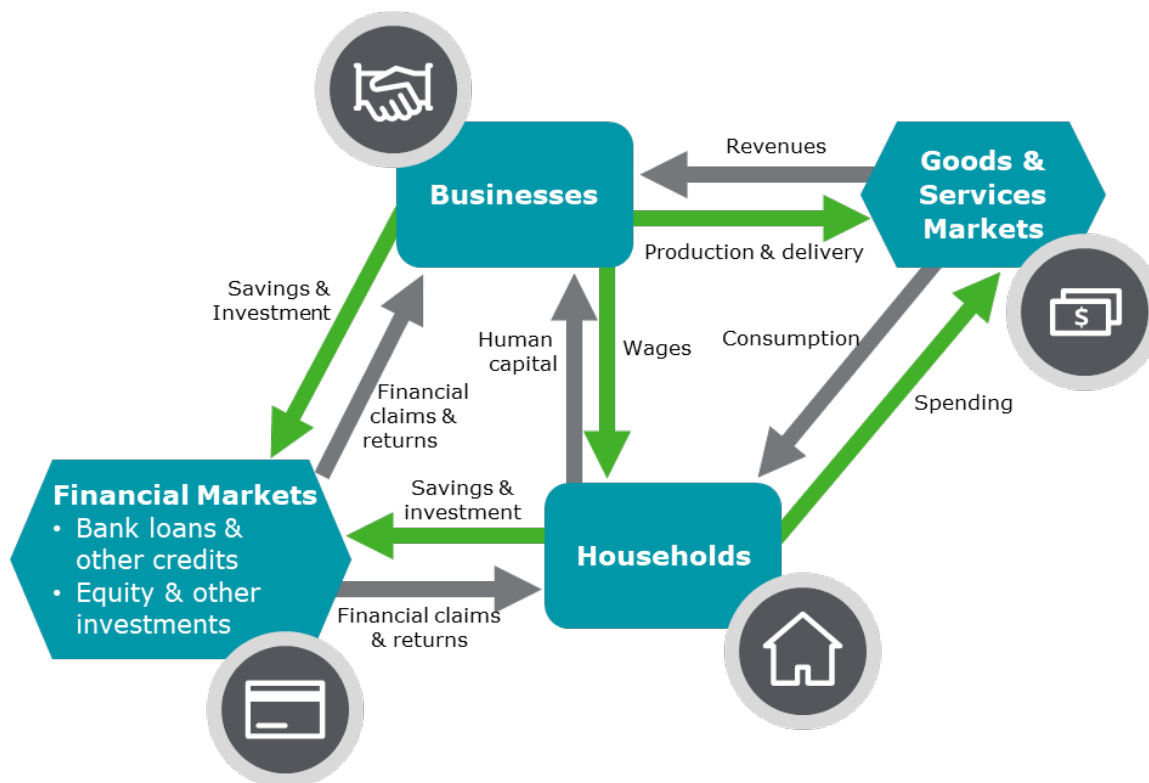 Businesses
Revenues
Goods &
Services
Markets
Production & delivery
Savings &
Investment
Human
capital
Wages
Consumption
Spending
Financial
claims &
returns
Financial Markets
• Bank loans &
other credits
• Equity & other
investments
Savings &
investment
Households
Financial claims
& returns
$